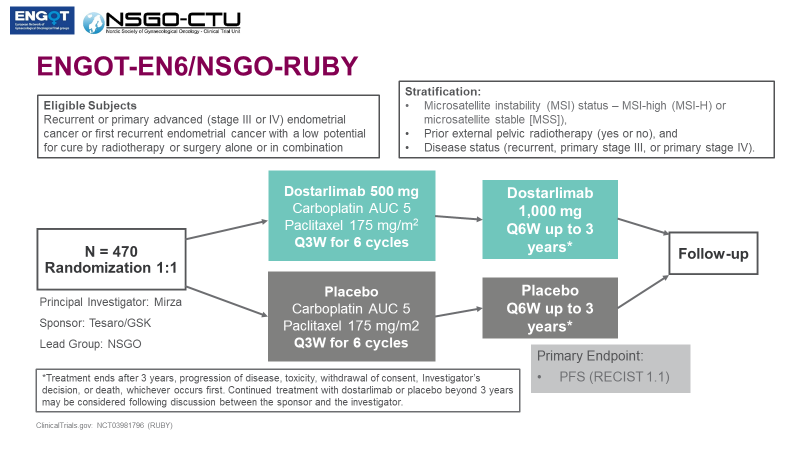 ENGOT
European Network of
Gynaecological Oncological Trial groups
NSGO-CTU
Nordic Society of Gynaecological Oncology - Clinical Trial Unit
ENGOT-EN6/NSGO-RUBY
Eligible Subjects
Recurrent or primary advanced (stage III or IV) endometrial
cancer or first recurrent endometrial cancer with a low potential
for cure by radiotherapy or surgery alone or in combination
Stratification:
• Microsatellite instability (MSI) status – MSI-high (MSI-H) or
microsatellite stable [MSS]),
• Prior external pelvic radiotherapy (yes or no), and
• Disease status (recurrent, primary stage III, or primary stage IV).
N = 470
Randomization 1:1
Dostarlimab 500 mg
Carboplatin AUC 5
Paclitaxel 175 mg/m²
Q3W for 6 cycles
Dostarlimab
1,000 mg
Q6W up to 3
years*
Placebo
Carboplatin AUC 5
Paclitaxel 175 mg/m2
Q3W for 6 cycles
Placebo
Q6W up to 3
years*
Follow-up
Principal Investigator: Mirza
Sponsor: Tesaro/GSK
Lead Group: NSGO
Primary Endpoint:
• PFS (RECIST 1.1)
*Treatment ends after 3 years, progression of disease, toxicity, withdrawal of consent, Investigator's
decision, or death, whichever occurs first. Continued treatment with dostarlimab or placebo beyond 3 years
may be considered following discussion between the sponsor and the investigator.
ClinicalTrials.gov: NCT03981796 (RUBY)